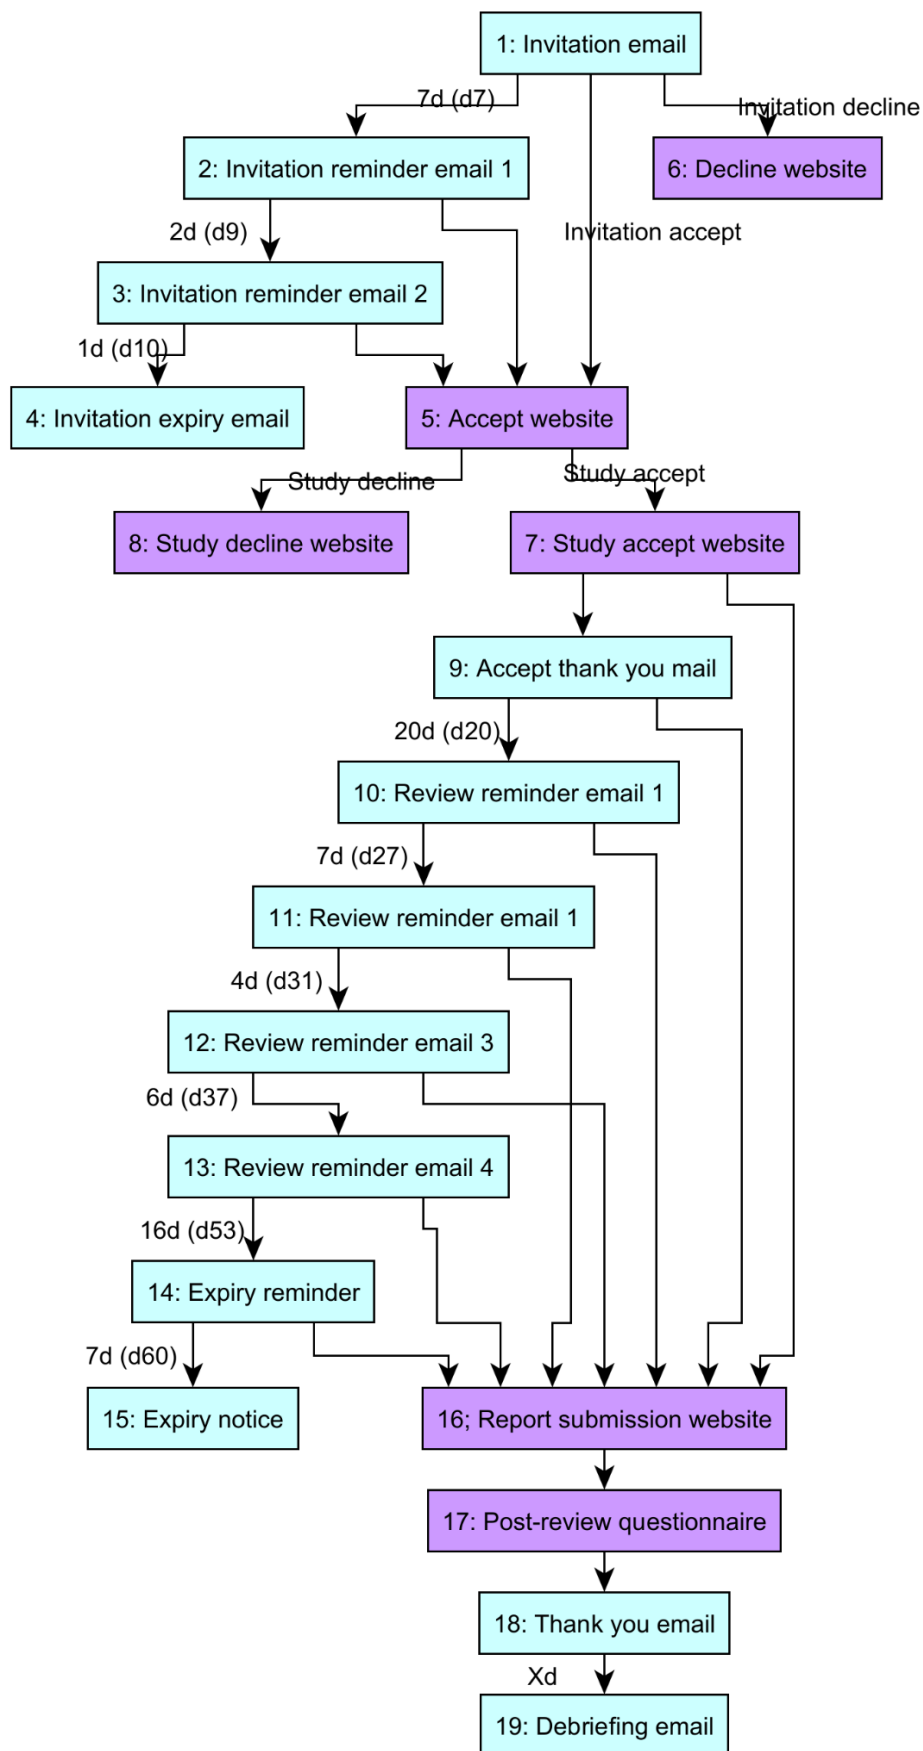 1: Invitation email
7d (d7)
Invitation decline
2: Invitation reminder email 1
6: Decline website
2d (d9)
Invitation accept
3: Invitation reminder email 2
1d (d10)
4: Invitation expiry email
5: Accept website
Study decline
Study accept
8: Study decline website
7: Study accept website
9: Accept thank you mail
20d (d20)
10: Review reminder email 1
7d (d27)
11: Review reminder email 1
4d (d31)
12: Review reminder email 3
6d (d37)
13: Review reminder email 4
16d (d53)
14: Expiry reminder
7d (d60)
15: Expiry notice
16; Report submission website
17: Post-review questionnaire
18: Thank you email
Xd
19: Debriefing email